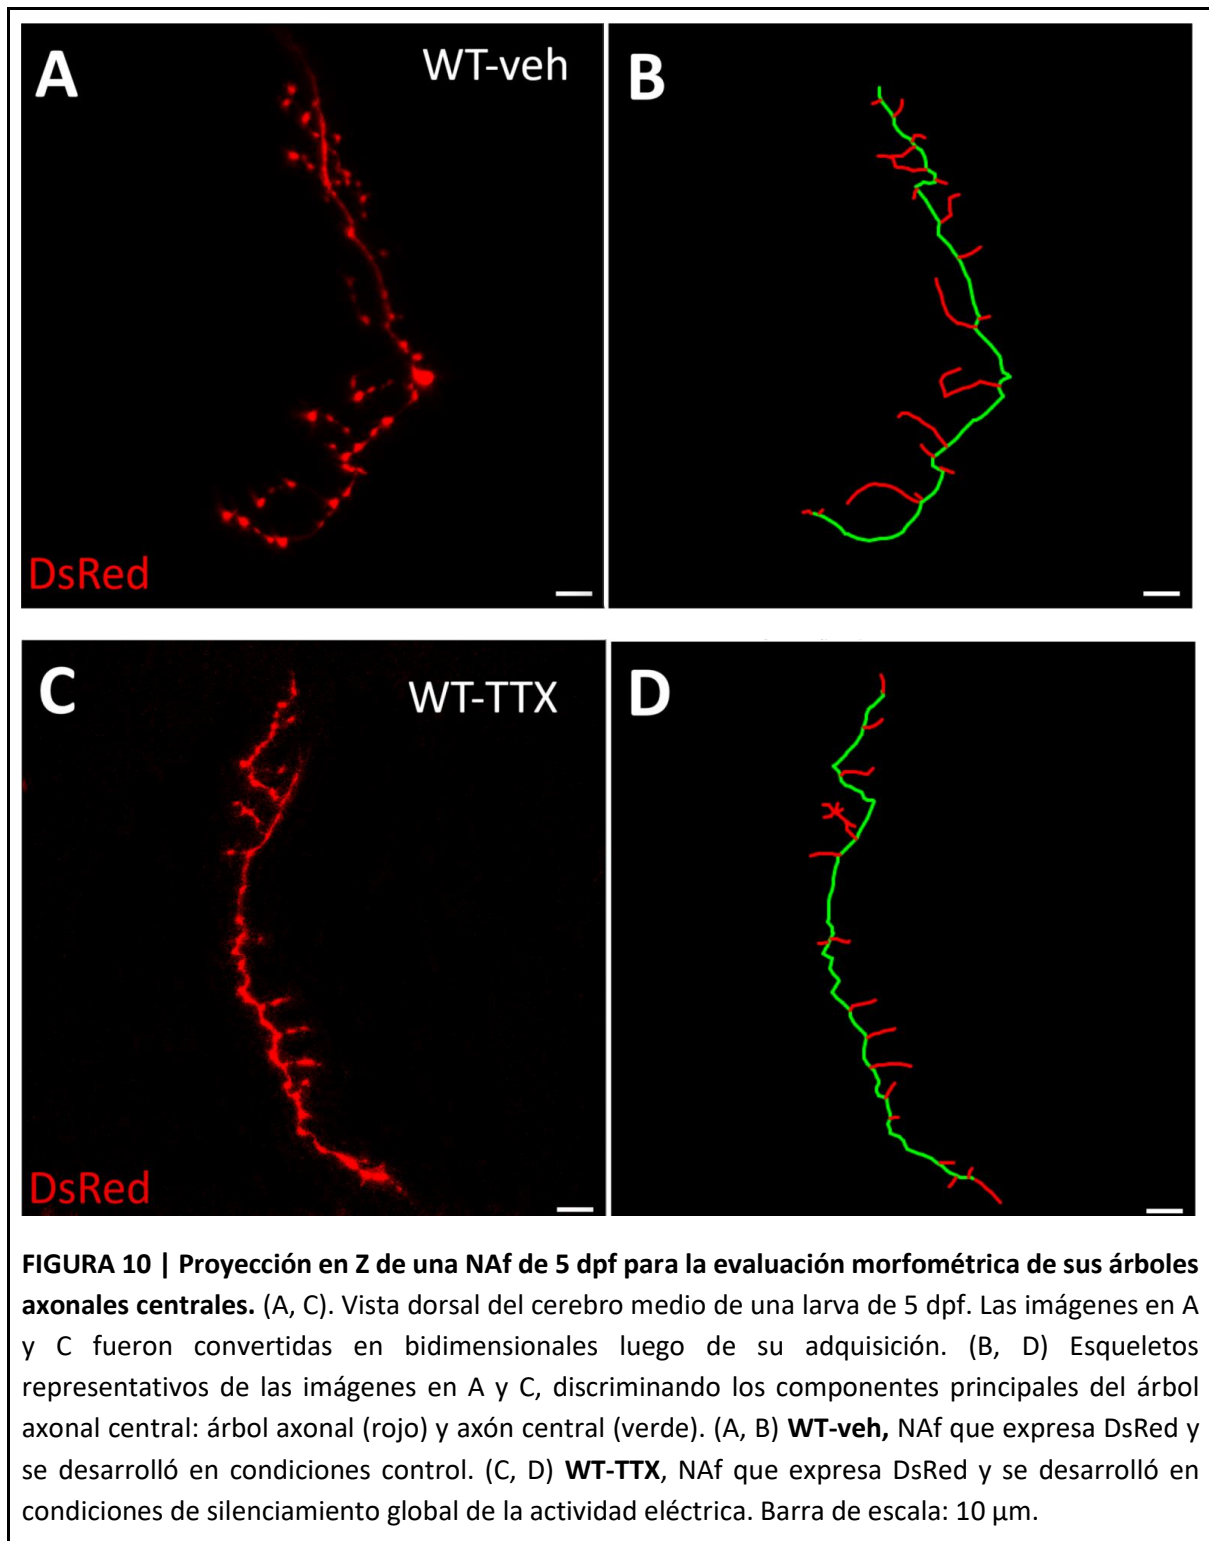 A
WT-veh
B
DsRed
C
WT-TTX
D
DsRed
FIGURA 10 | Proyección en Z de una NAf de 5 dpf para la evaluación morfométrica de sus árboles
axonales centrales. (A, C). Vista dorsal del cerebro medio de una larva de 5 dpf. Las imágenes en A
y C fueron convertidas en bidimensionales luego de su adquisición. (B, D) Esqueletos
representativos de las imágenes en A y C, discriminando los componentes principales del árbol
axonal central: árbol axonal (rojo) y axón central (verde). (A, B) WT-veh, NAf que expresa DsRed y
se desarrolló en condiciones control. (C, D) WT-TTX, NAf que expresa DsRed y se desarrolló en
condiciones de silenciamiento global de la actividad eléctrica. Barra de escala: 10 µm.